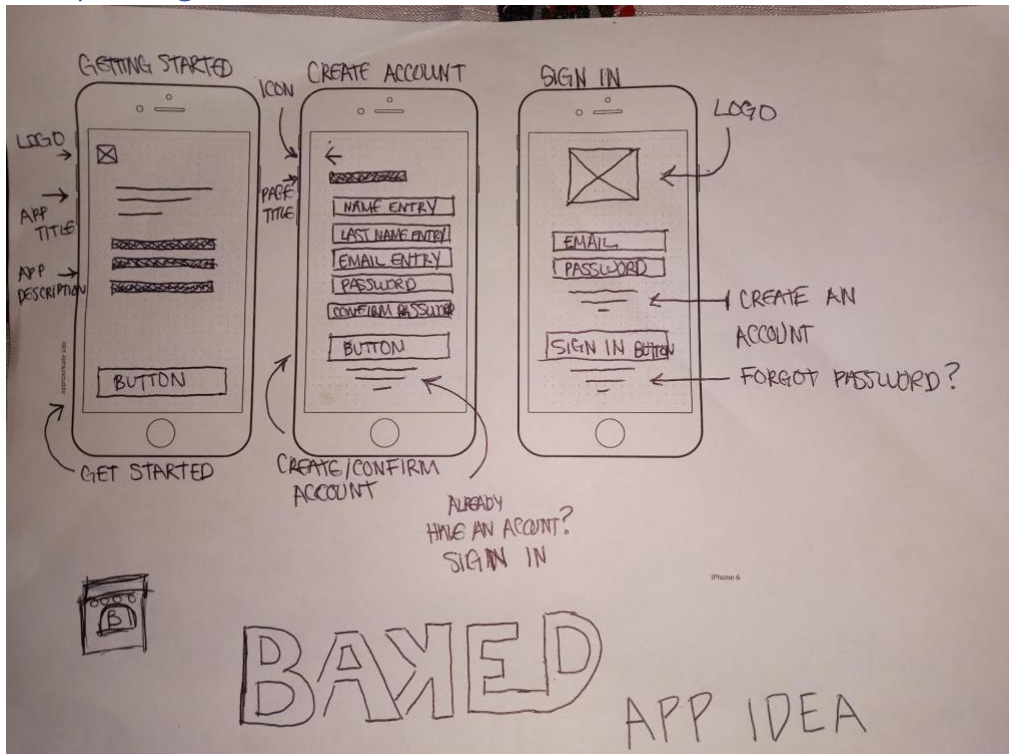 GETTING STARTED
LOGO
APP
TITLE
APP
DESCRIPTION
approximate size
BUTTON
GET STARTED
CREATE ACCOUNT
ICON
PAGE
TITLE
NAME ENTRY
LAST NAME ENTRY
EMAIL ENTRY
PASSWORD
CONFIRM PASSWORD
BUTTON
CREATE/CONFIRM
ACCOUNT
ALREADY
HAVE AN ACOUNT?
SIGN IN
SIGN IN
LOGO
EMAIL
PASSWORD
CREATE AN
ACCOUNT
SIGN IN BUTTON
FORGOT PASSWORD?
iPhone 6
B
BAKED
APP IDEA